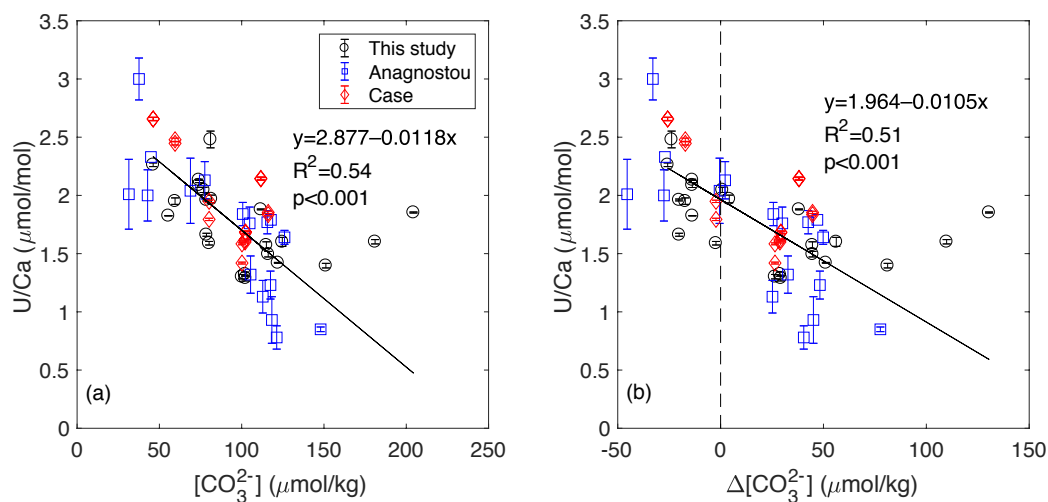 3.5
3
2.5
2
1.5
1
0.5
0
U/Ca (μmol/mol)
This study
Anagnostou
Case
y=2.877–0.0118x
R²=0.54
p<0.001
(a)
0 50 100 150 200 250
[CO₃²⁻] (μmol/kg)
3.5
3
2.5
2
1.5
1
0.5
0
U/Ca (μmol/mol)
y=1.964–0.0105x
R²=0.51
p<0.001
(b)
-50 0 50 100 150
Δ[CO₃²⁻] (μmol/kg)